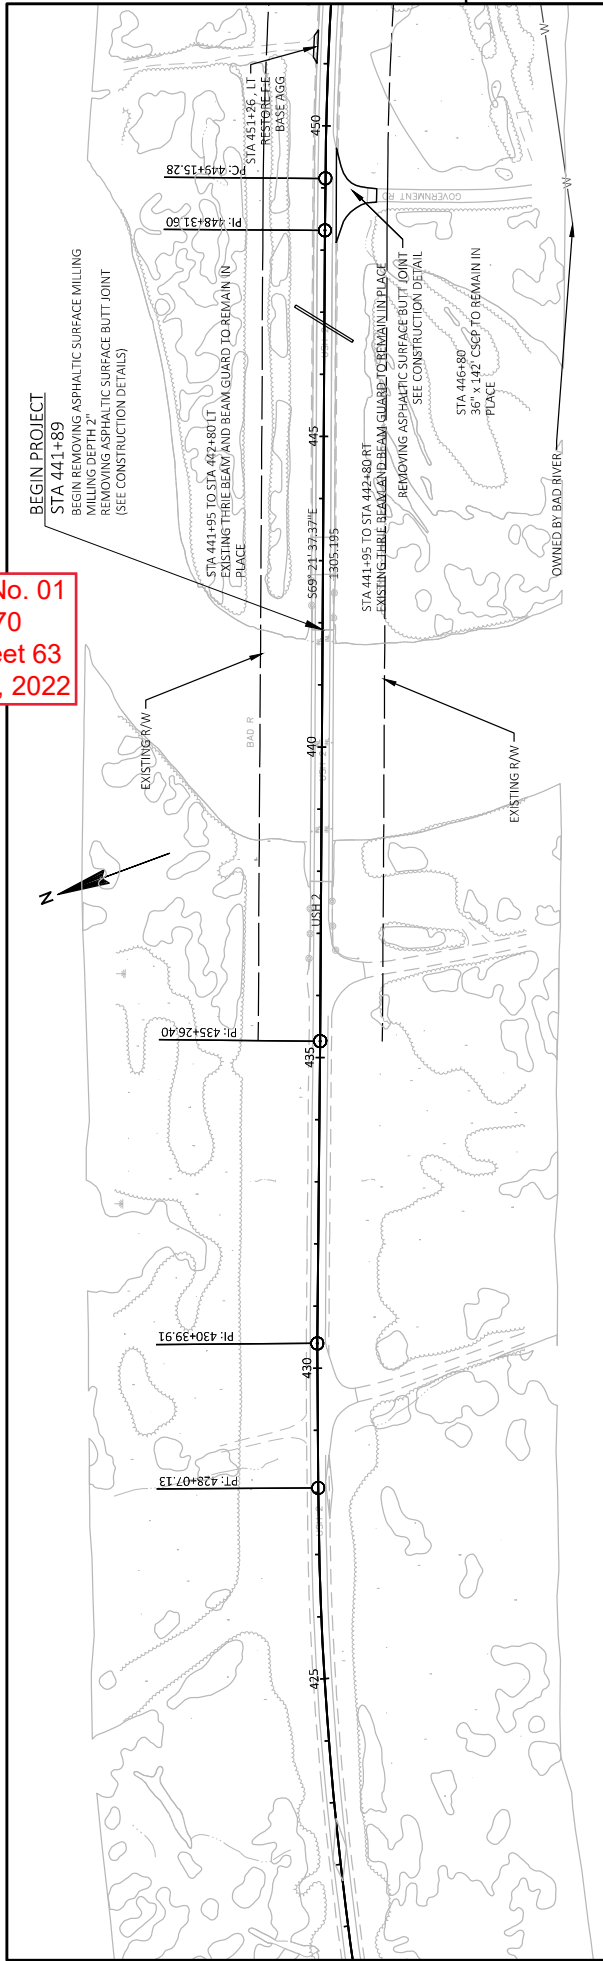 BEGIN PROJECT
STA 441+89
BEGIN REMOVING ASPHALTIC SURFACE MILLING
MILLING DEPTH 2"
REMOVING ASPHALTIC SURFACE BUTT JOINT
(SEE CONSTRUCTION DETAILS)
No. 01
70
eet 63
, 2022
STA 451+26, LT
RESTORE F.E.
BASE AGG
PC: 449+15.28
PI: 448+31.60
STA 441+95 TO STA 442+80 LT
EXISTING THRIE BEAM AND BEAM GUARD TO REMAIN IN
PLACE
EXISTING R/W
BAD R
N
PI: 435+26.40
PI: 430+39.91
PT: 428+07.13
425
430
435
440
445
450
USH 2
USH 2
USH 2
USH
S69° 21' 37.37"E
1305.195
GOVERNMENT RD
STA 441+95 TO STA 442+80 RT
EXISTING THRIE BEAM AND BEAM GUARD TO REMAIN IN PLACE
REMOVING ASPHALTIC SURFACE BUTT JOINT
SEE CONSTRUCTION DETAIL
STA 446+80
36" x 142' CSCP TO REMAIN IN
PLACE
EXISTING R/W
OWNED BY BAD RIVER
W
W